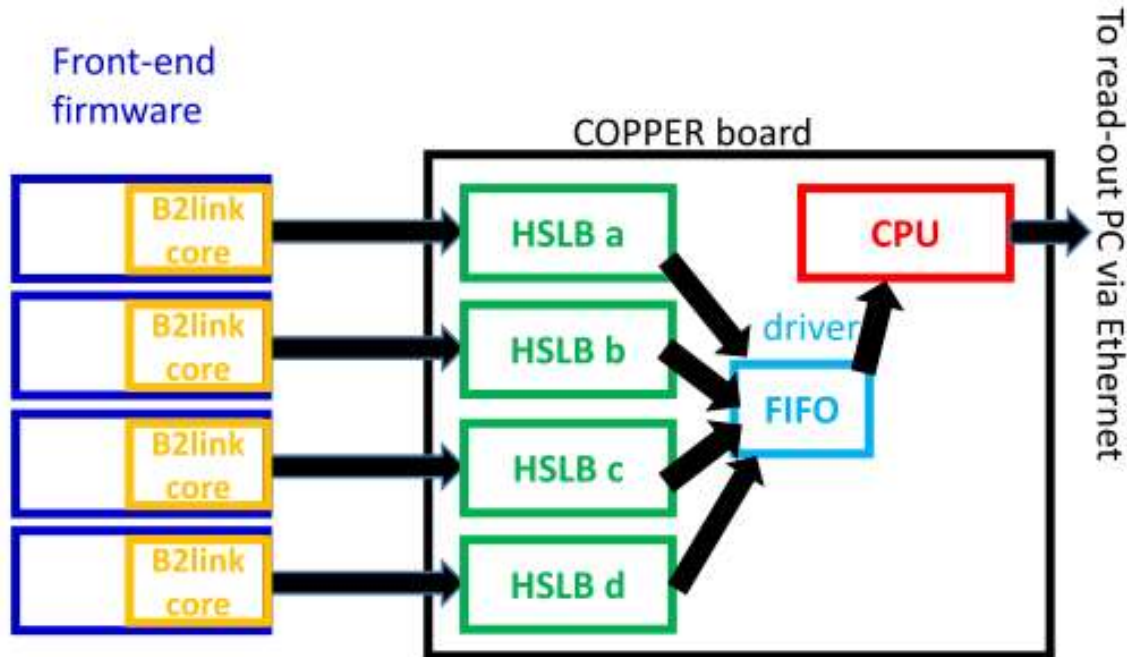 Front-end
firmware
COPPER board
B2link
core
B2link
core
B2link
core
B2link
core
HSLB a
HSLB b
HSLB c
HSLB d
driver
FIFO
CPU
To read-out PC via Ethernet